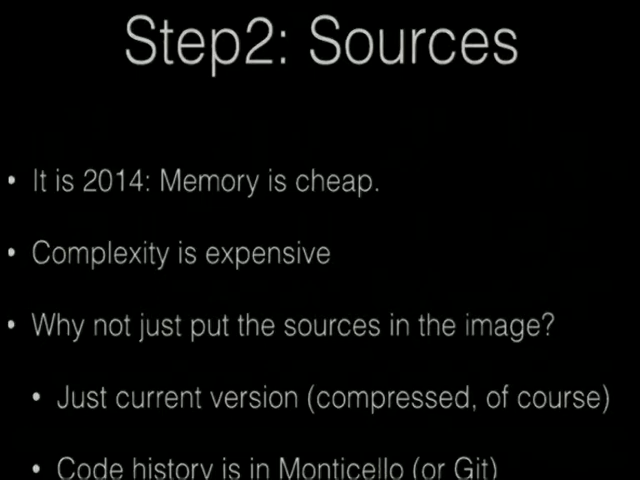 Step2: Sources
• It is 2014: Memory is cheap.
• Complexity is expensive
• Why not just put the sources in the image?
• Just current version (compressed, of course)
• Code history is in Monticello (or Git)